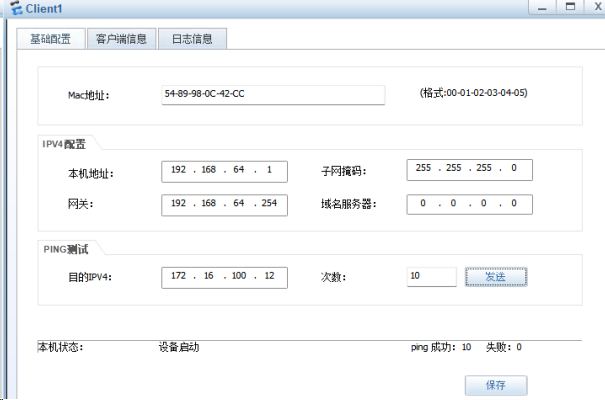 Client1
基础配置 客户端信息 日志信息
Mac地址: 54-89-98-0C-42-CC (格式:00-01-02-03-04-05)
IPV4配置
本机地址: 192 . 168 . 64 . 1 子网掩码: 255 . 255 . 255 . 0
网关: 192 . 168 . 64 . 254 域名服务器: 0 . 0 . 0 . 0
PING测试
目的IPV4: 172 . 16 . 100 . 12 次数: 10 发送
本机状态: 设备启动 ping 成功: 10 失败: 0
保存